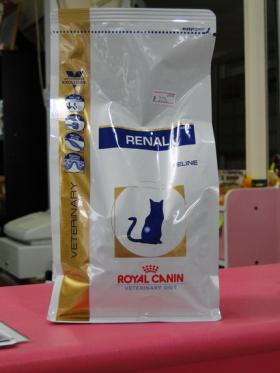 RENAL
FELINE
VETERINARY
ROYAL CANIN
VETERINARY DIET